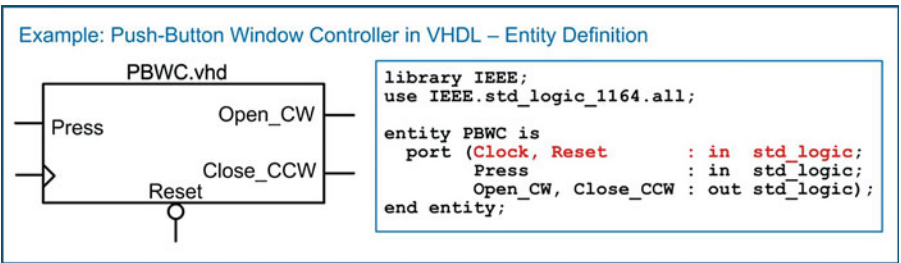 Example: Push-Button Window Controller in VHDL – Entity Definition
PBWC.vhd
Press
Open_CW
Close_CCW
Reset
library IEEE;
use IEEE.std_logic_1164.all;
entity PBWC is
port (Clock, Reset : in std_logic;
Press : in std_logic;
Open_CW, Close_CCW : out std_logic);
end entity;